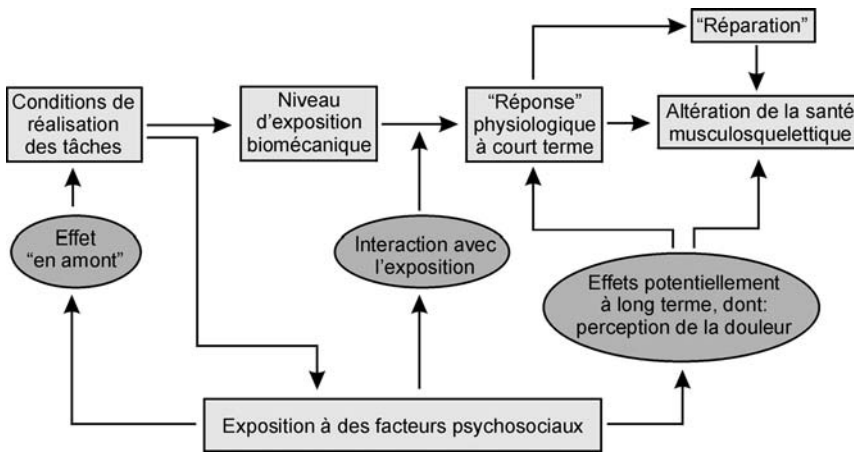 “Réparation”
Conditions de
réalisation
des tâches
Niveau
d’exposition
biomécanique
“Réponse”
physiologique
à court terme
Altération de la santé
musculosquelettique
Effet
“en amont”
Interaction avec
l’exposition
Effets potentiellement
à long terme, dont:
perception de la douleur
Exposition à des facteurs psychosociaux